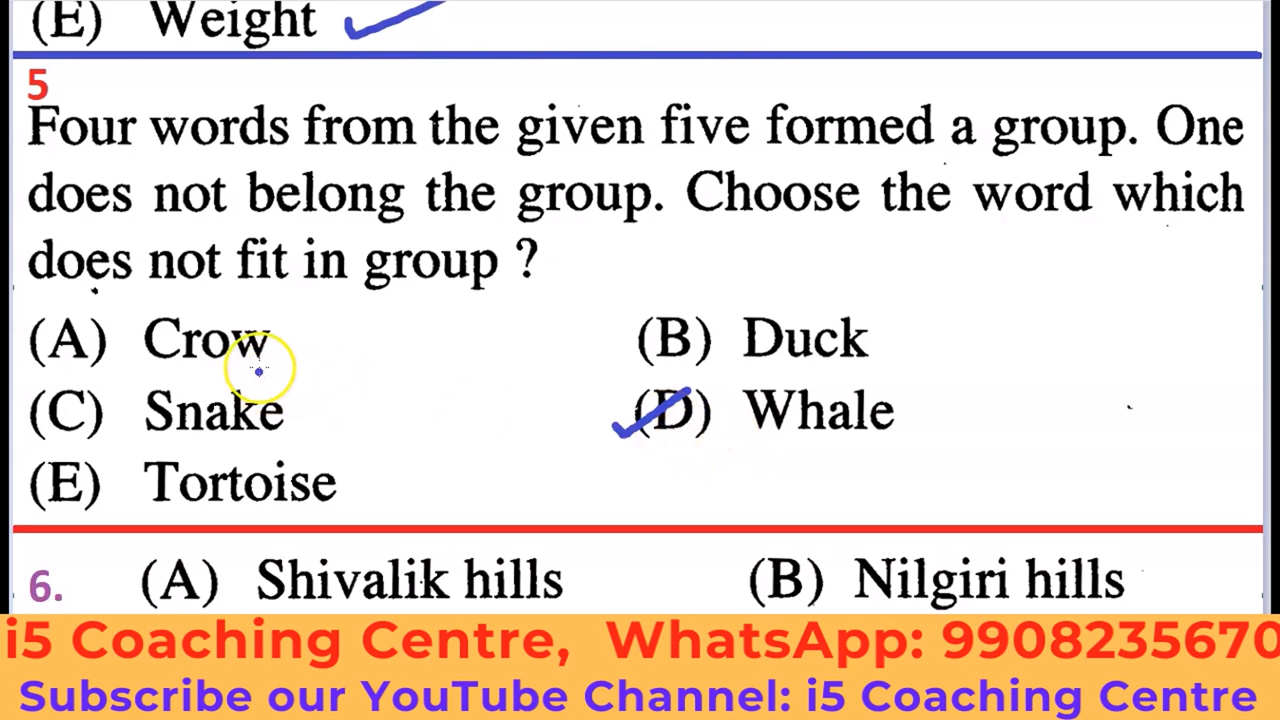 (E) Weight
5
Four words from the given five formed a group. One
does not belong the group. Choose the word which
does not fit in group ?
(A) Crow (B) Duck
(C) Snake (D) Whale
(E) Tortoise
6. (A) Shivalik hills (B) Nilgiri hills
i5 Coaching Centre, WhatsApp: 9908235670
Subscribe our YouTube Channel: i5 Coaching Centre